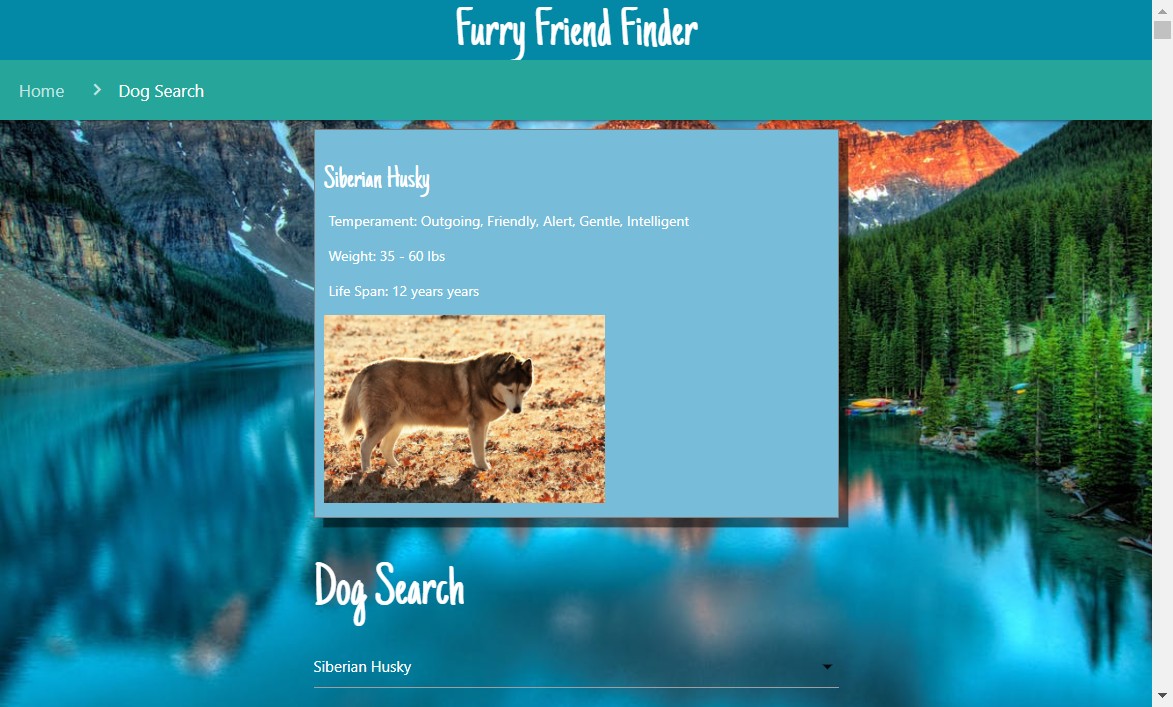 Furry Friend Finder
Home
Dog Search
Siberian Husky
Temperament: Outgoing, Friendly, Alert, Gentle, Intelligent
Weight: 35 - 60 lbs
Life Span: 12 years years
Dog Search
Siberian Husky